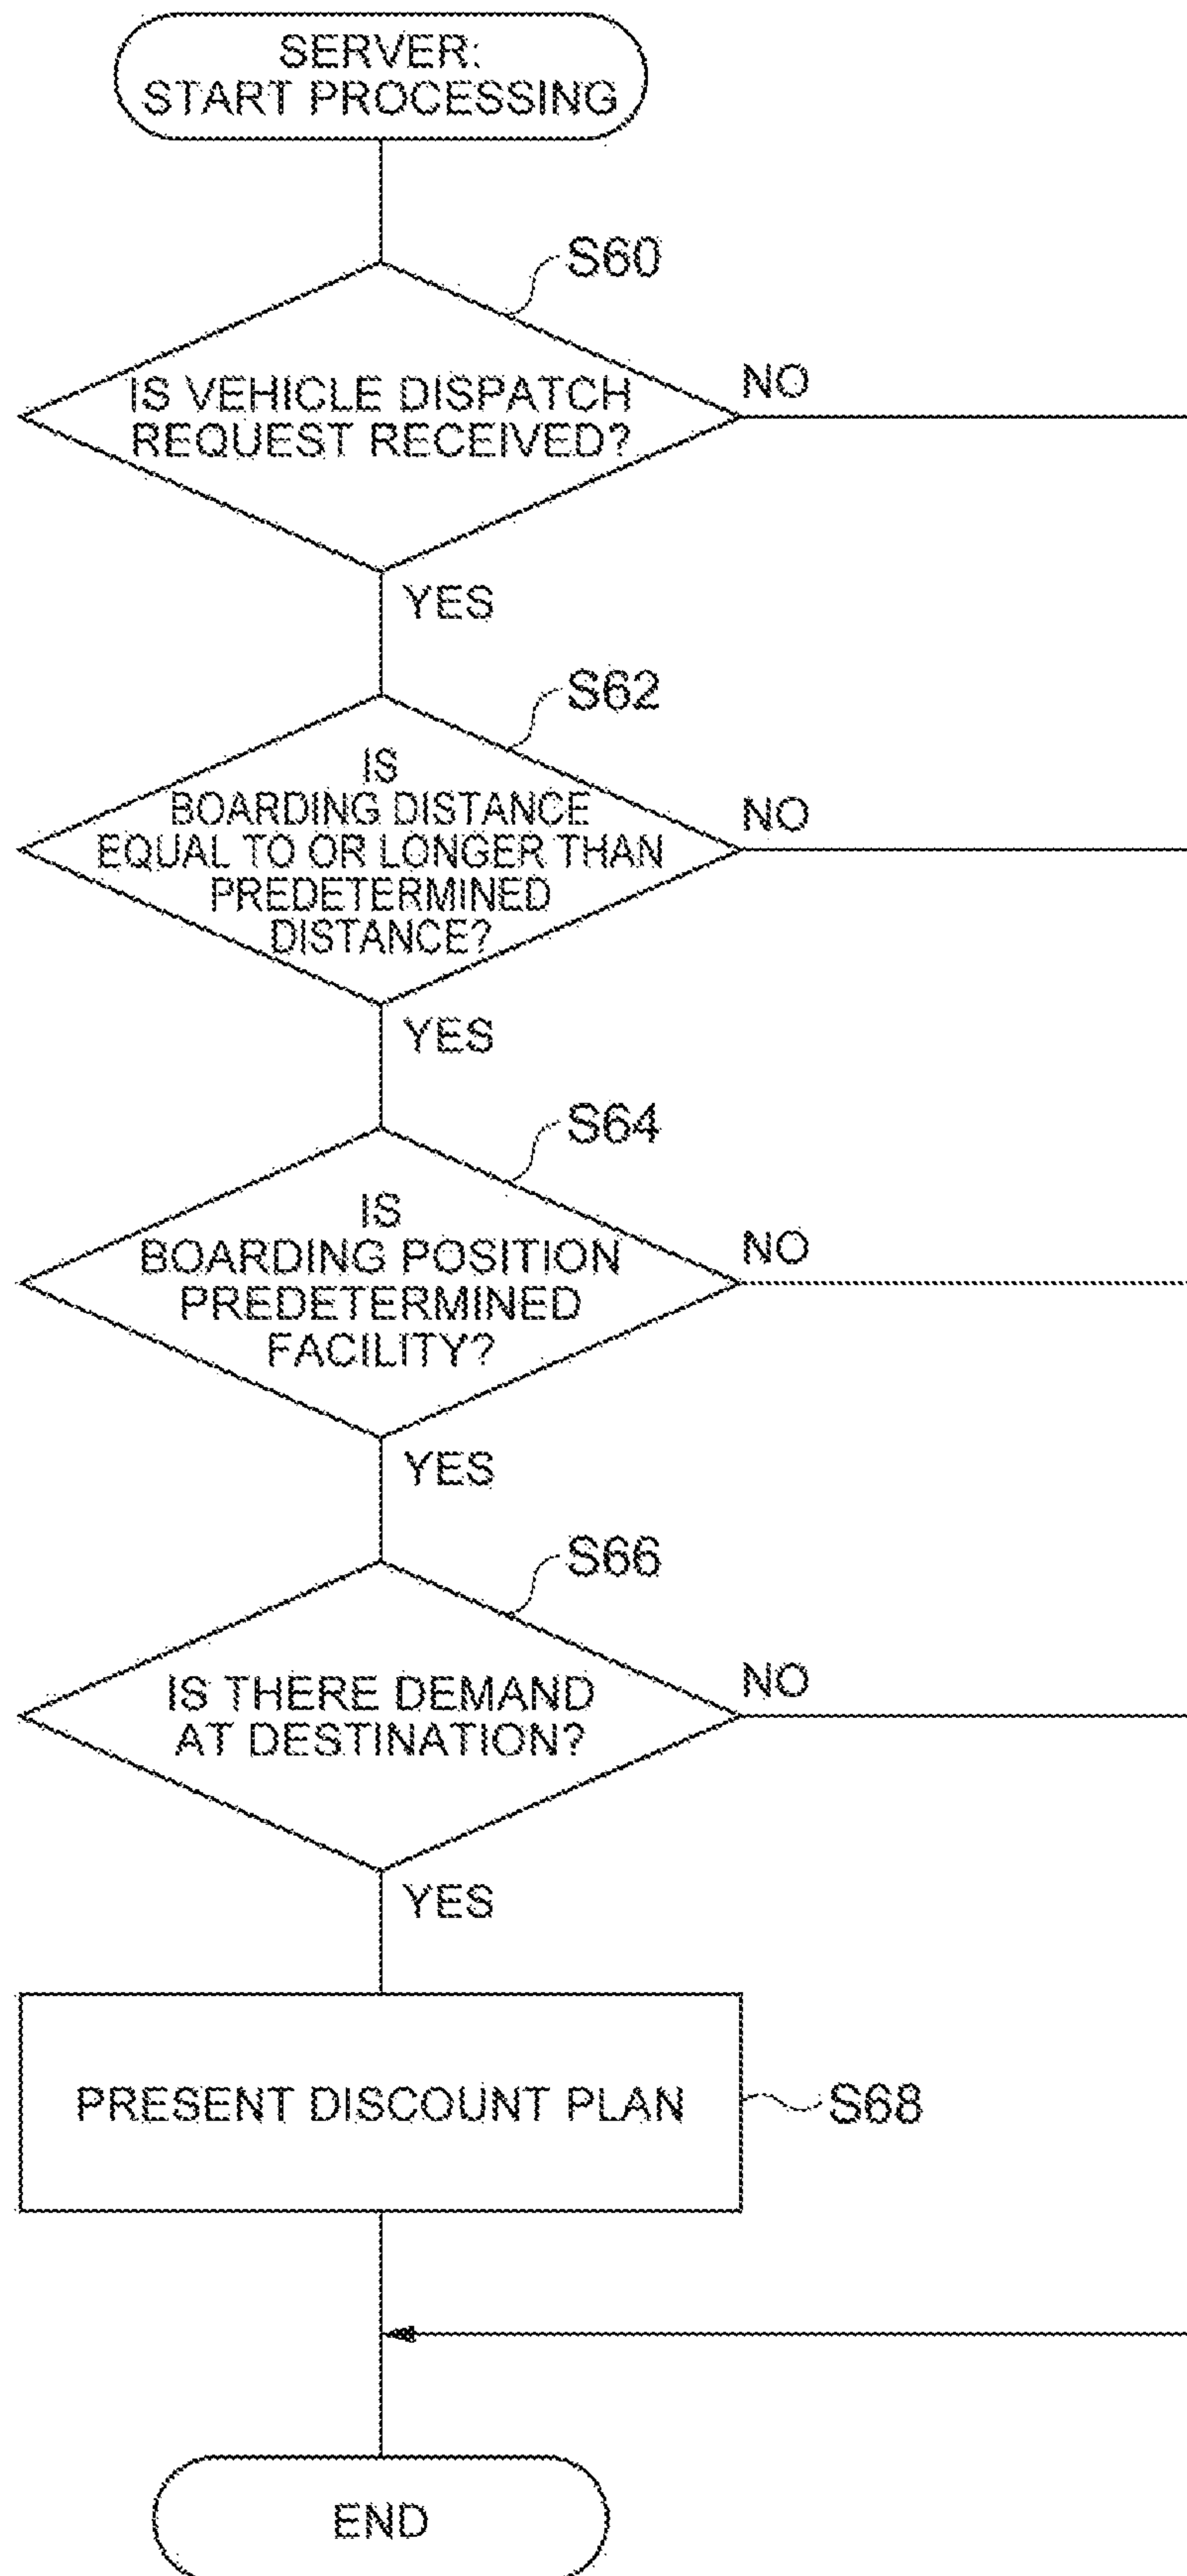 SERVER:
START PROCESSING
S60
IS VEHICLE DISPATCH
REQUEST RECEIVED?
NO
YES
S62
IS
BOARDING DISTANCE
EQUAL TO OR LONGER THAN
PREDETERMINED
DISTANCE?
NO
YES
S64
IS
BOARDING POSITION
PREDETERMINED
FACILITY?
NO
YES
S66
IS THERE DEMAND
AT DESTINATION?
NO
YES
PRESENT DISCOUNT PLAN
S68
END